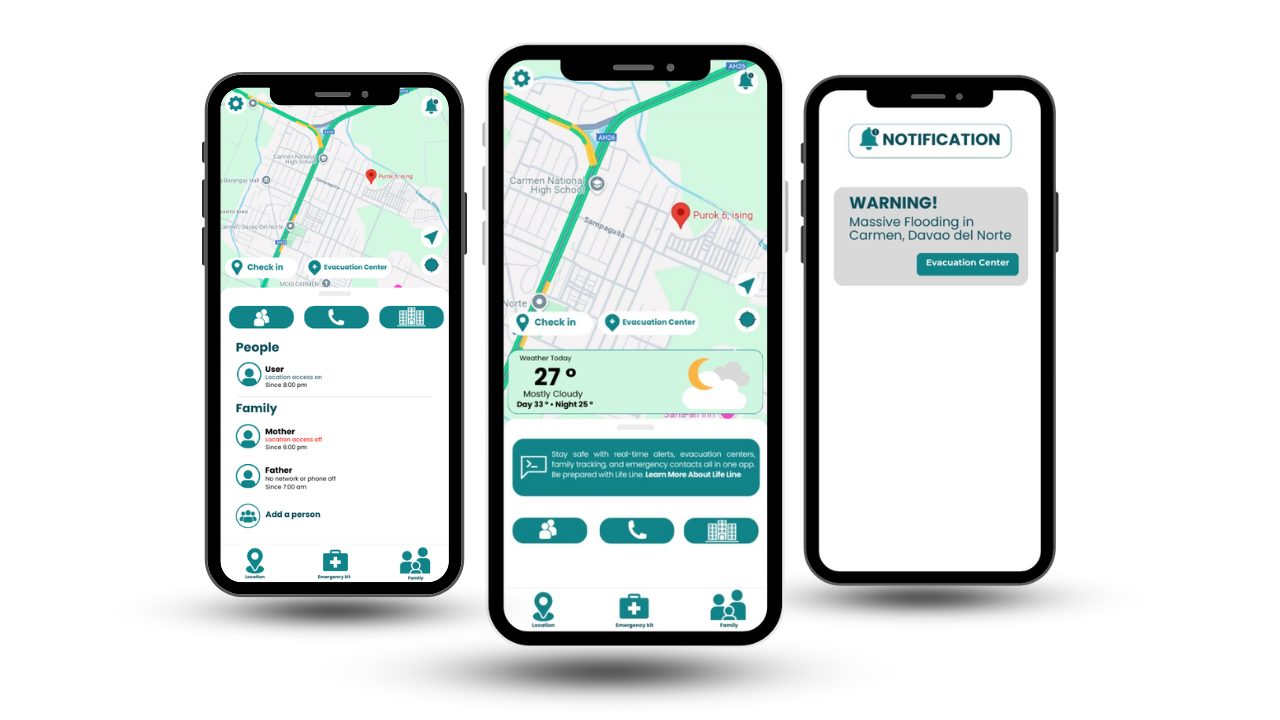 AH26
Carmen National
High School
Purok 6, ising
Sampaguita
Carmen, Davao Del Norte
AH26
Check in
Evacuation Center
MCGI CARMEN
People
User
Location access on
Since 8:00 pm
Family
Mother
Location access off
Since 6:00 pm
Father
No network or phone off
Since 7:00 am
Add a person
Location
Emergency kit
Family
AH26
AH26
Carmen National
High School
Purok 6, ising
Sampaguita
Norte
Check in
Evacuation Center
Weather Today
27 º
Mostly Cloudy
Day 33 º • Night 25 º
Stay safe with real-time alerts, evacuation centers,
family tracking, and emergency contacts all in one app.
Be prepared with Life Line. Learn More About Life Line
Location
Emergency kit
Family
NOTIFICATION
WARNING!
Massive Flooding in
Carmen, Davao del Norte
Evacuation Center